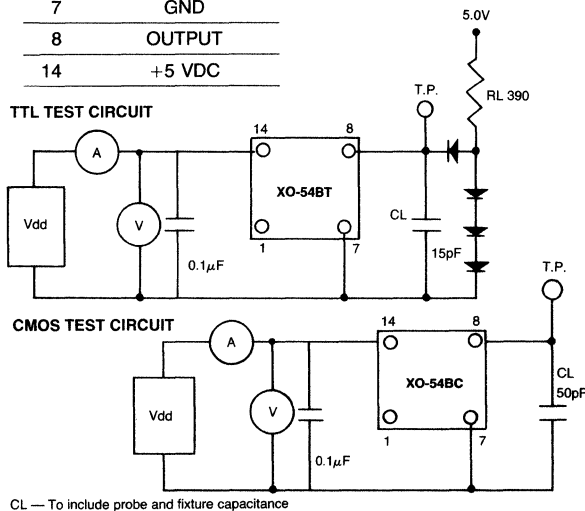 7 GND
8 OUTPUT
14 +5 VDC
5.0V
T.P.
RL 390
TTL TEST CIRCUIT
A
14 8
Vdd
V
XO-54BT
CL
1 7
0.1μF
15pF
T.P.
CMOS TEST CIRCUIT
A
14 8
Vdd
V
XO-54BC
CL
50pF
1 7
0.1μF
CL — To include probe and fixture capacitance